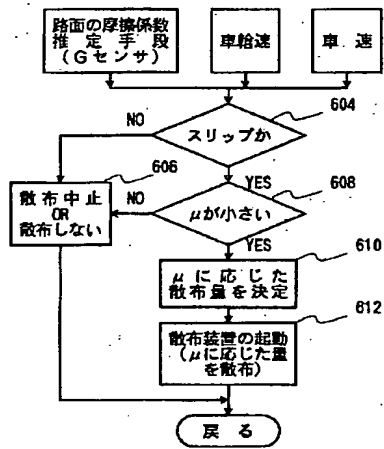 路面の摩擦係数
推定手段
(Gセンサ)
車輪速
車速
604
スリップか
NO
606
YES
608
散布中止
OR
散布しない
NO
μが小さい
YES
610
μに応じた
散布量を決定
612
散布装置の起動
(μに応じた量
を散布)
戻る